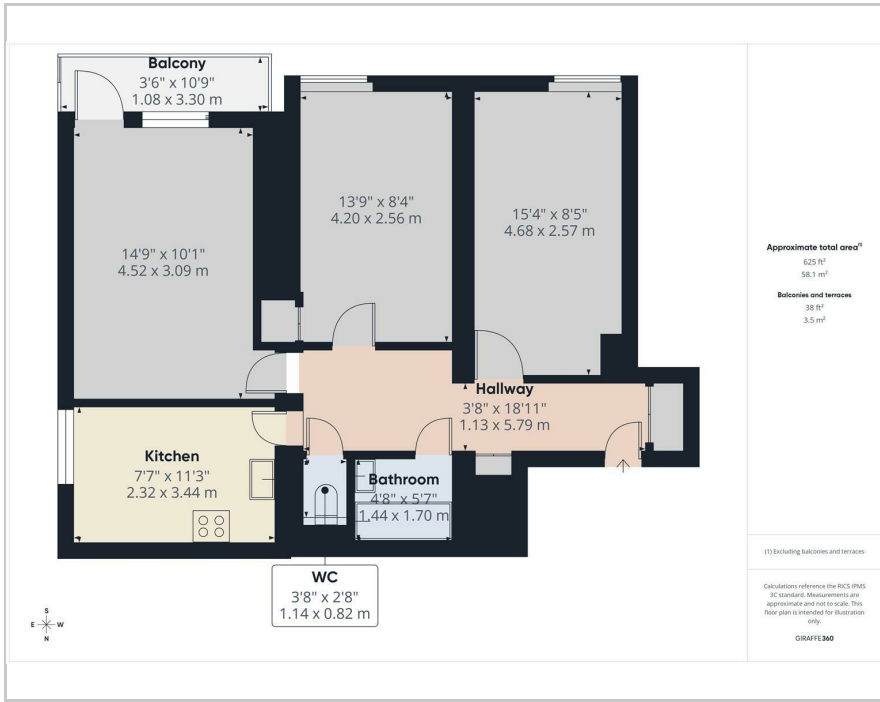 Balcony
3'6" x 10'9"
1.08 x 3.30 m
14'9" x 10'1"
4.52 x 3.09 m
13'9" x 8'4"
4.20 x 2.56 m
15'4" x 8'5"
4.68 x 2.57 m
Hallway
3'8" x 18'11"
1.13 x 5.79 m
Kitchen
7'7" x 11'3"
2.32 x 3.44 m
Bathroom
4'8" x 5'7"
1.44 x 1.70 m
WC
3'8" x 2'8"
1.14 x 0.82 m
S
E W
N
Approximate total area(1)
625 ft²
58.1 m²
Balconies and terraces
38 ft²
3.5 m²
(1) Excluding balconies and terraces
Calculations reference the RICS IPMS
3C standard. Measurements are
approximate and not to scale. This
floor plan is intended for illustration
only.
GIRAFFE360